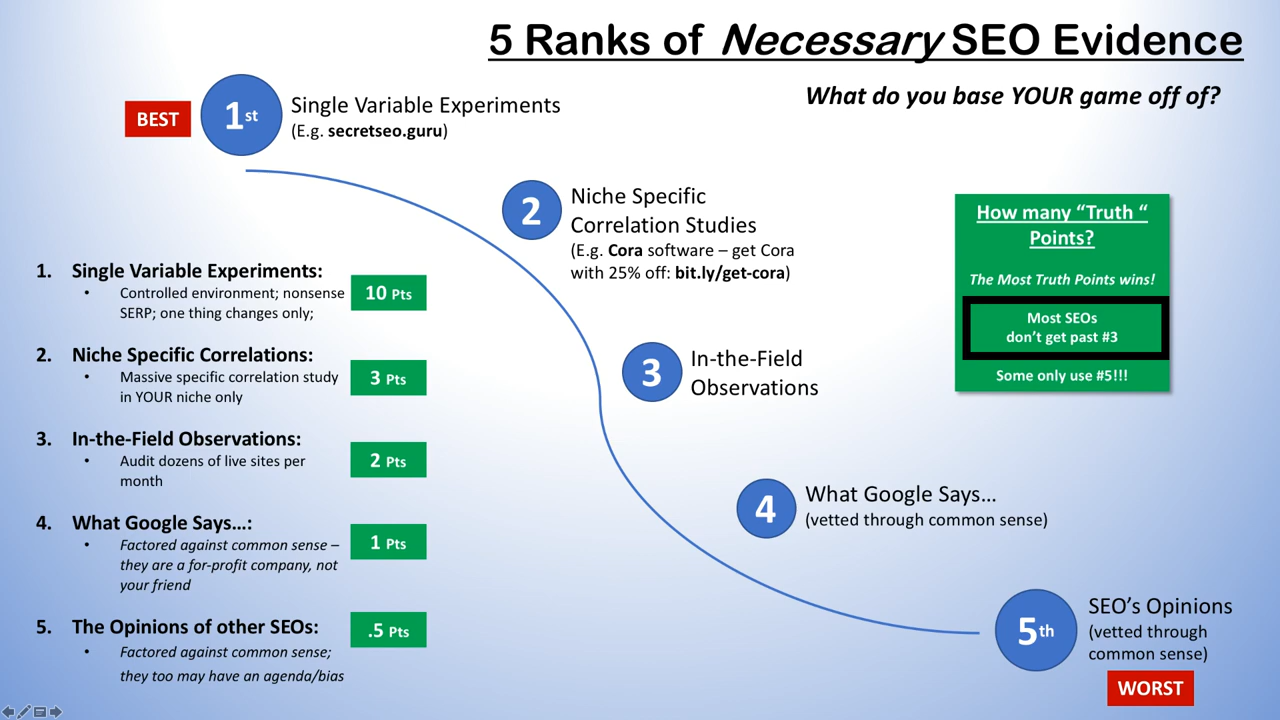 5 Ranks of Necessary SEO Evidence
What do you base YOUR game off of?
BEST
1st
Single Variable Experiments
(E.g. secretseo.guru)
2
Niche Specific
Correlation Studies
(E.g. Cora software – get Cora
with 25% off: bit.ly/get-cora)
3
In-the-Field
Observations
4
What Google Says...
(vetted through common sense)
5th
SEO's Opinions
(vetted through
common sense)
WORST
1. Single Variable Experiments:
• Controlled environment; nonsense
SERP; one thing changes only;
10 Pts
2. Niche Specific Correlations:
• Massive specific correlation study
in YOUR niche only
3 Pts
3. In-the-Field Observations:
• Audit dozens of live sites per
month
2 Pts
4. What Google Says...:
• Factored against common sense –
they are a for-profit company, not
your friend
1 Pts
5. The Opinions of other SEOs:
• Factored against common sense;
they too may have an agenda/bias
.5 Pts
How many “Truth “
Points?
The Most Truth Points wins!
Most SEOs
don't get past #3
Some only use #5!!!